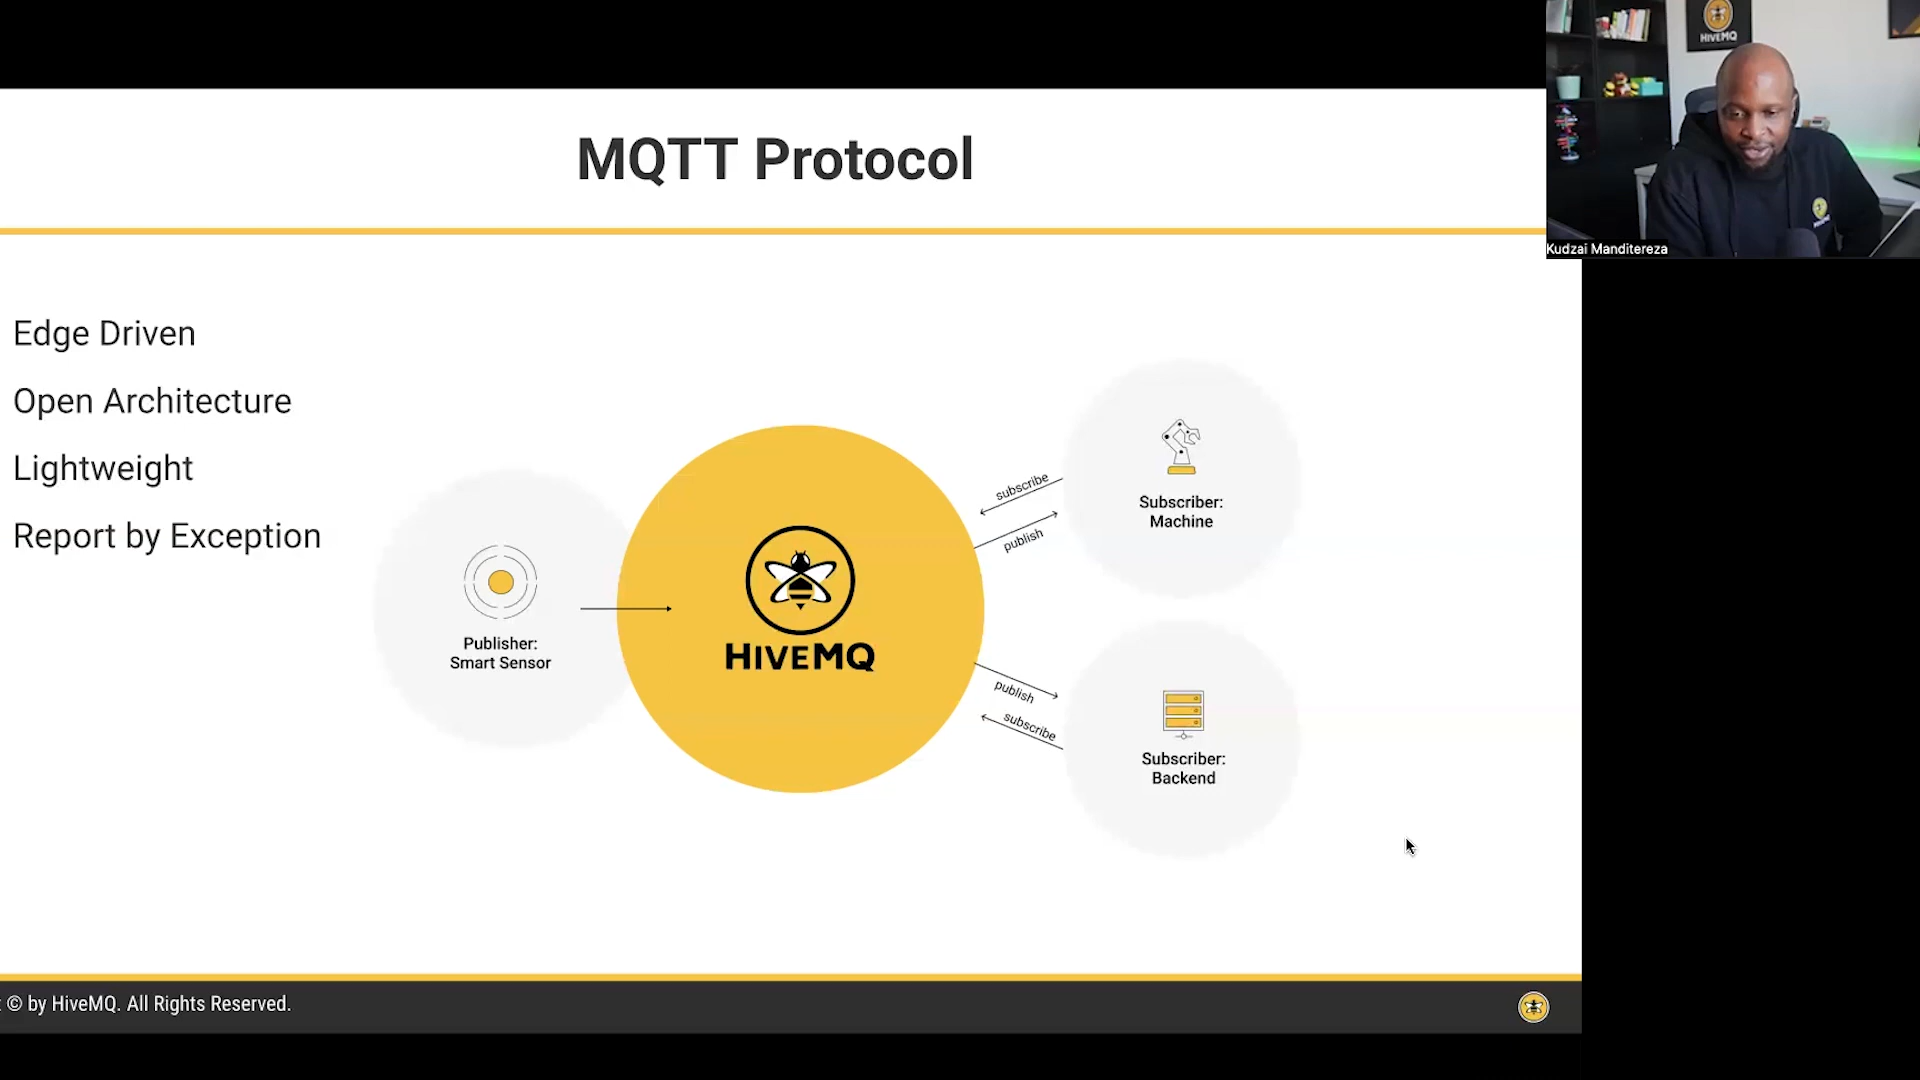 MQTT Protocol
HIVEMQ
Kudzai Manditereza
Edge Driven
Open Architecture
Lightweight
Report by Exception
Publisher:
Smart Sensor
HIVEMQ
subscribe
publish
Subscriber:
Machine
publish
subscribe
Subscriber:
Backend
© by HiveMQ. All Rights Reserved.